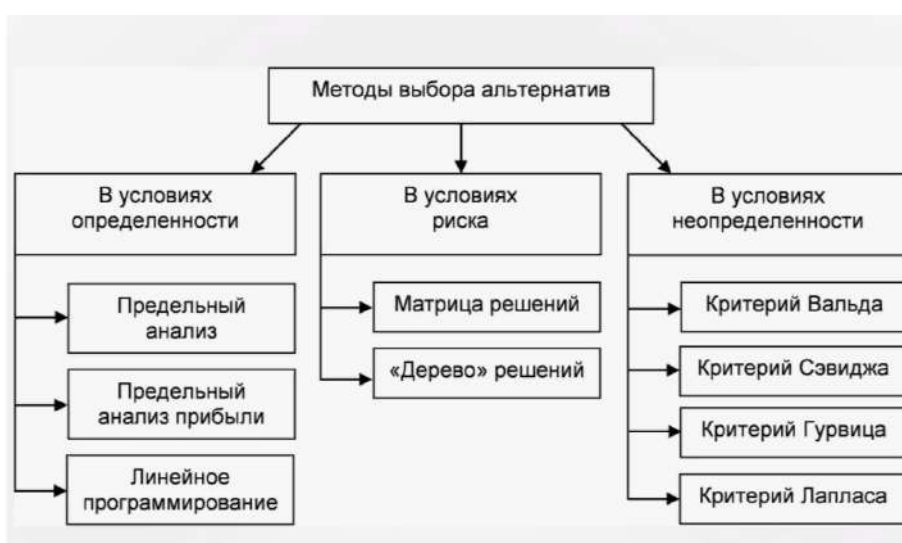 Методы выбора альтернатив
В условиях
определенности
Предельный
анализ
Предельный
анализ прибыли
Линейное
программирование
В условиях
риска
Матрица решений
«Дерево» решений
В условиях
неопределенности
Критерий Вальда
Критерий Сэвиджа
Критерий Гурвица
Критерий Лапласа